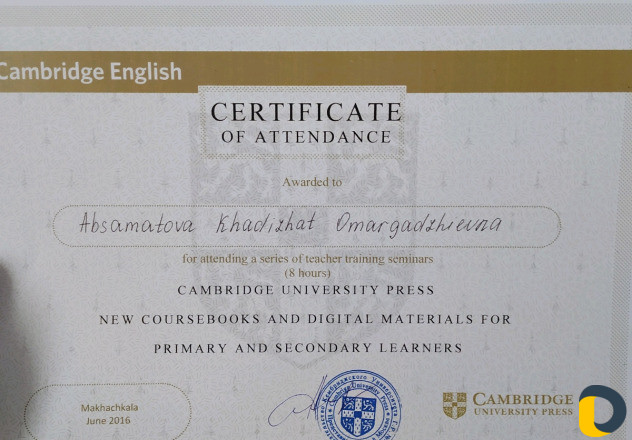 Cambridge English
CERTIFICATE
OF ATTENDANCE
Awarded to
Absamatova Khadizhat Omargadzhievna
for attending a series of teacher training seminars
(8 hours)
CAMBRIDGE UNIVERSITY PRESS
NEW COURSEBOOKS AND DIGITAL MATERIALS FOR
PRIMARY AND SECONDARY LEARNERS
Makhachkala
June 2016
CAMBRIDGE
UNIVERSITY PRESS